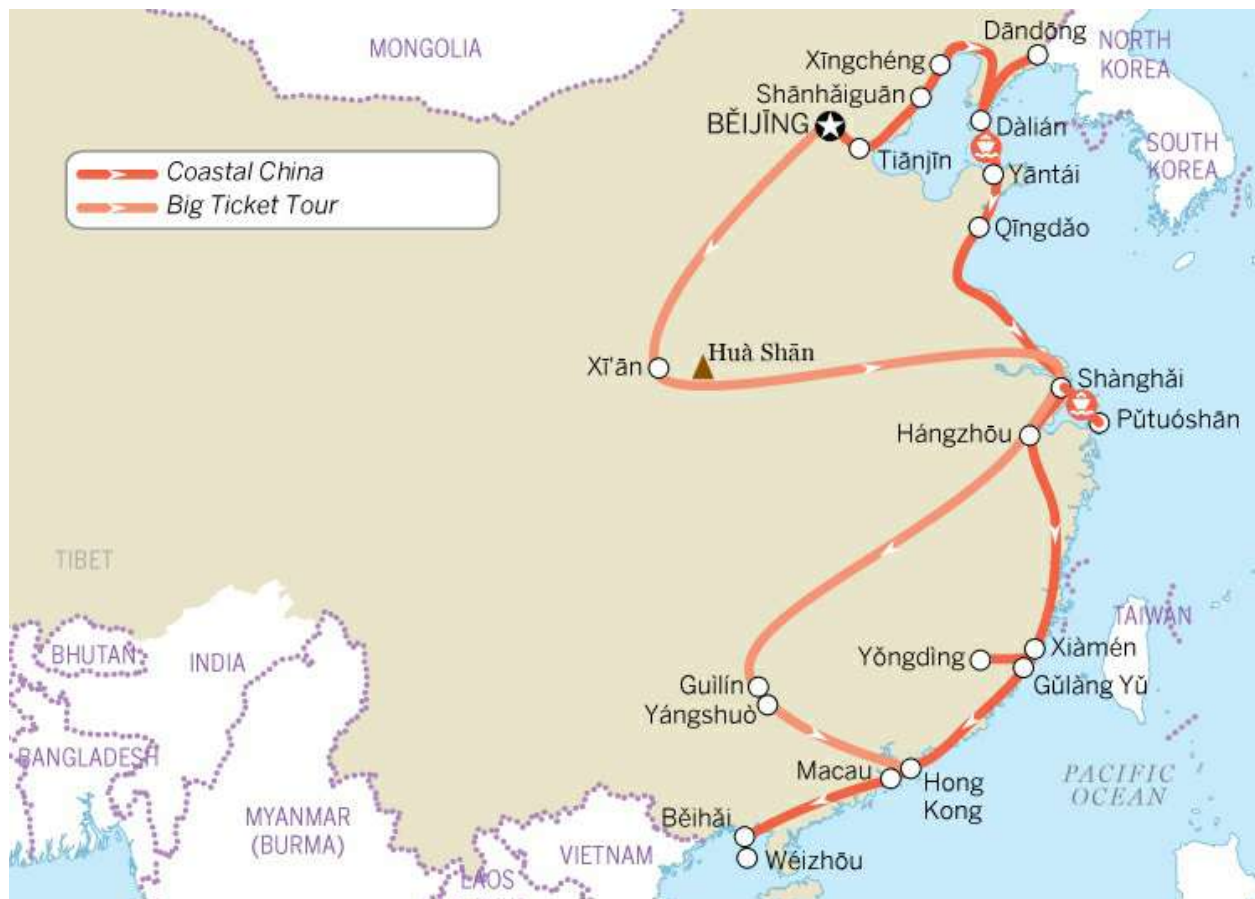 MONGOLIA
Dāndōng
NORTH
KOREA
Xīngchéng
Shānhǎiguān
BĚIJĪNG
Tiānjīn
Dàlián
SOUTH
KOREA
Yāntái
Coastal China
Big Ticket Tour
Qīngdǎo
Xī'ān
Huà Shān
Shànghǎi
Pǔtuóshān
Hángzhōu
TIBET
TAIWAN
BHUTAN
INDIA
Yǒngdìng
Xiàmén
Gǔlàng Yǔ
Guìlín
Yángshuò
BANGLADESH
Macau
Hong
Kong
PACIFIC
OCEAN
MYANMAR
(BURMA)
Běihǎi
VIETNAM
Wéizhōu
LAOS